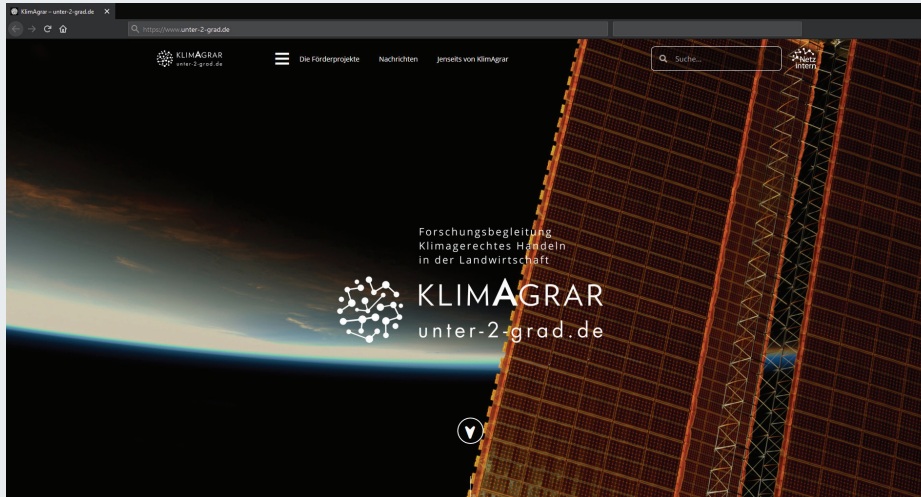 KlimAgrar – unter-2-grad.de
https://www.unter-2-grad.de
KLIMAGRAR
unter-2-grad.de
Die Förderprojekte
Nachrichten
Jenseits von KlimAgrar
Suche...
Netz
intern
Forschungsbegleitung
Klimagerechtes Handeln
in der Landwirtschaft
KLIMAGRAR
unter-2-grad.de